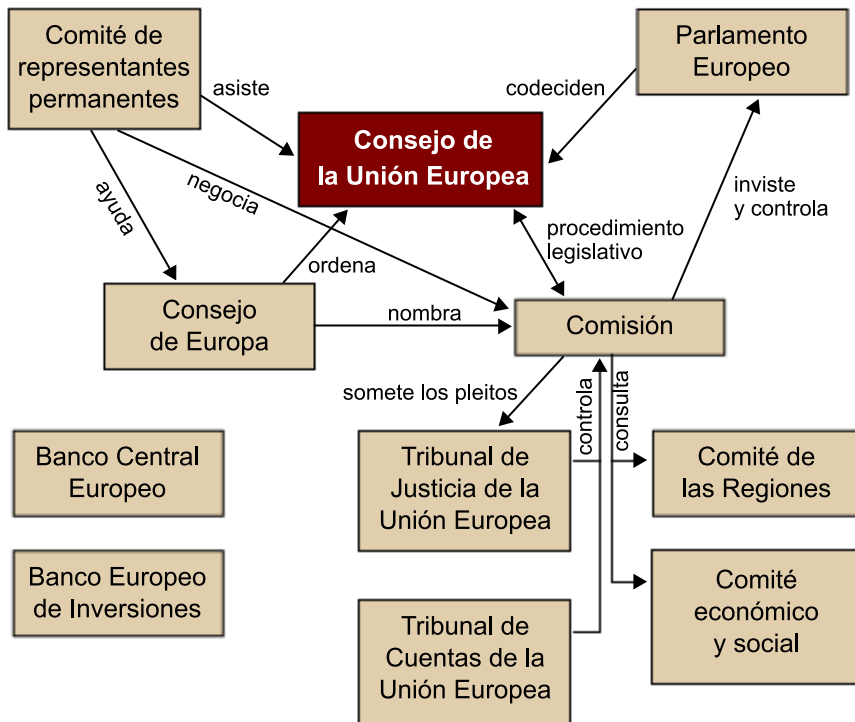 Comité de
representantes
permanentes
asiste
Consejo de
la Unión Europea
codeciden
Parlamento
Europeo
ayuda
negocia
ordena
procedimiento
legislativo
inviste
y controla
Consejo
de Europa
nombra
Comisión
somete los pleitos
controla
consulta
Banco Central
Europeo
Tribunal de
Justicia de la
Unión Europea
Comité de
las Regiones
Banco Europeo
de Inversiones
Tribunal de
Cuentas de la
Unión Europea
Comité
económico
y social